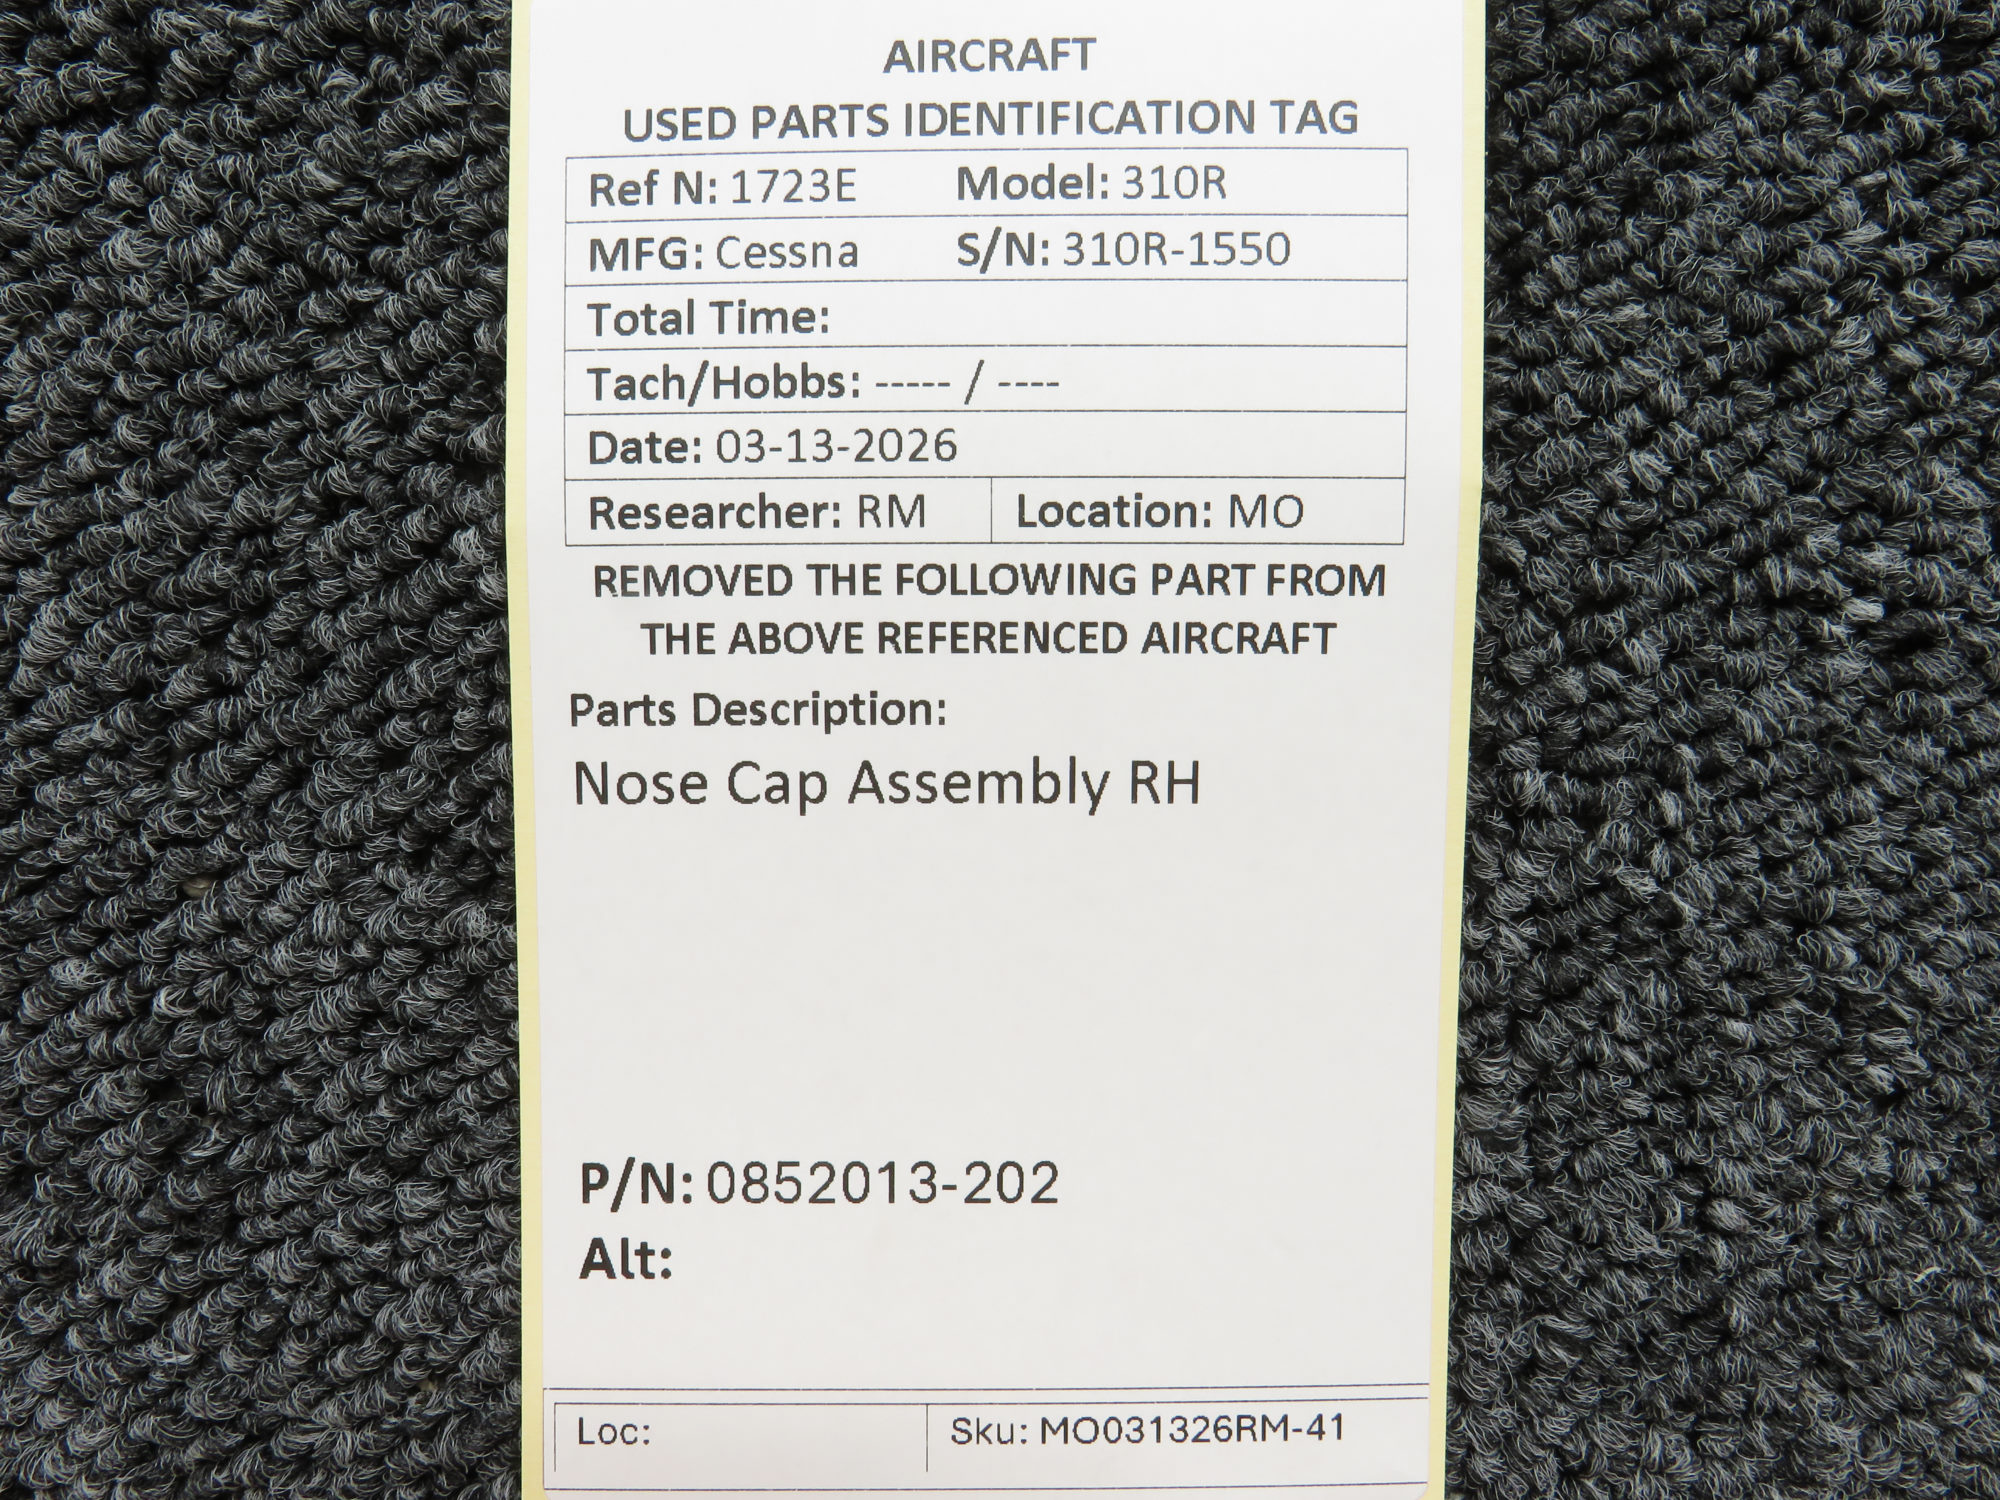 AIRCRAFT
USED PARTS IDENTIFICATION TAG
Ref N: 1723E Model: 310R
MFG: Cessna S/N: 310R-1550
Total Time:
Tach/Hobbs: ----- / ----
Date: 03-13-2026
Researcher: RM Location: MO
REMOVED THE FOLLOWING PART FROM
THE ABOVE REFERENCED AIRCRAFT
Parts Description:
Nose Cap Assembly RH
P/N: 0852013-202
Alt:
Loc: Sku: MO031326RM-41